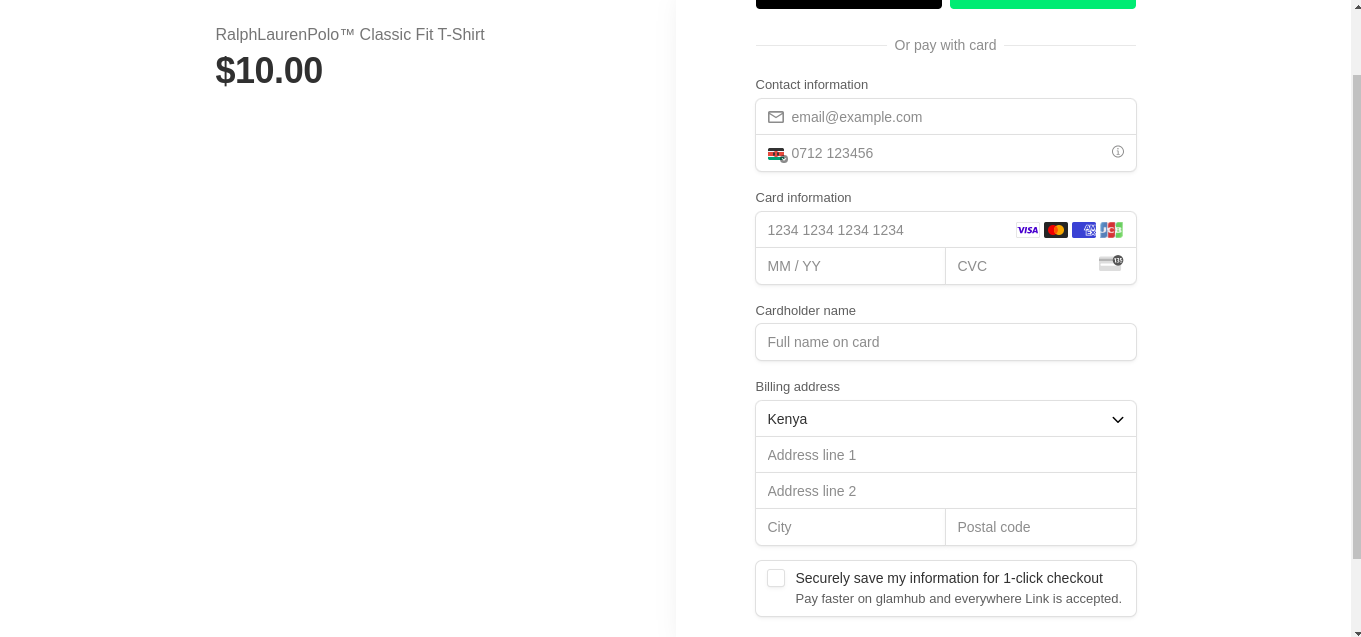 RalphLaurenPolo™ Classic Fit T-Shirt
$10.00
Or pay with card
Contact information
email@example.com
0712 123456
Card information
1234 1234 1234 1234
VISA
JCB
MM / YY
CVC
Cardholder name
Full name on card
Billing address
Kenya
Address line 1
Address line 2
City
Postal code
Securely save my information for 1-click checkout
Pay faster on glamhub and everywhere Link is accepted.